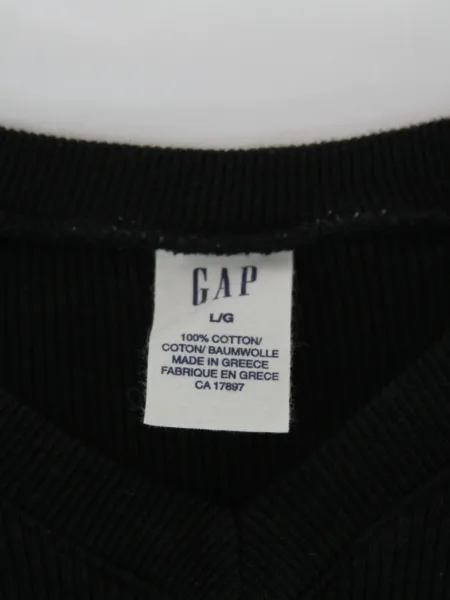 GAP
L/G
100% COTTON/
COTON/ BAUMWOLLE
MADE IN GREECE
FABRIQUE EN GRECE
CA 17897